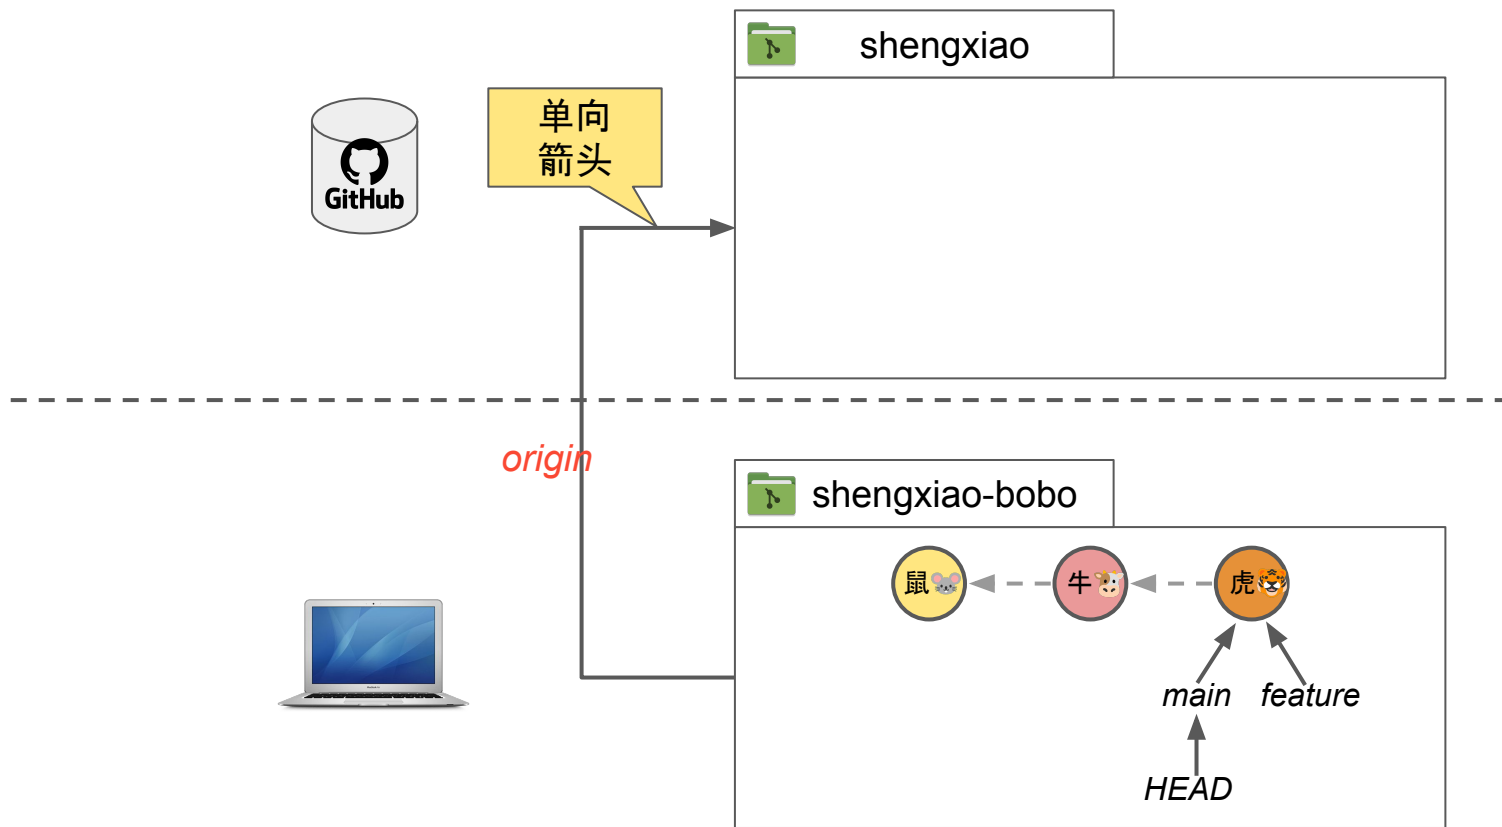 shengxiao
单向
箭头
GitHub
origin
shengxiao-bobo
鼠 牛 虎
main feature
HEAD